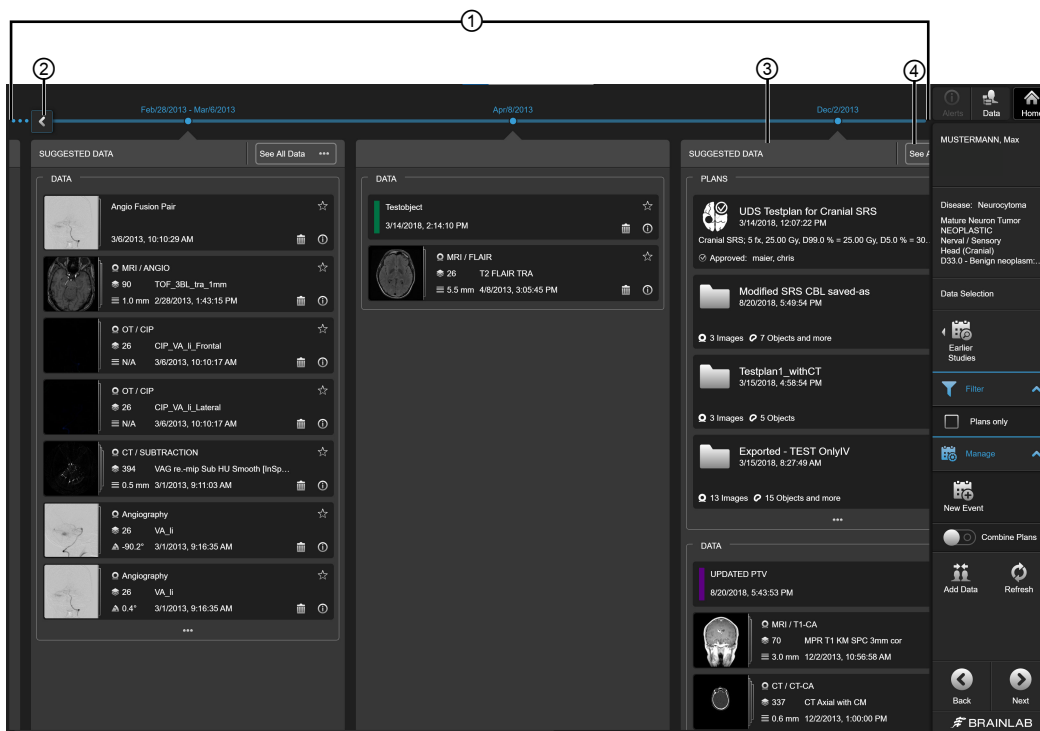 1
2
3
4
Feb/28/2013 - Mar/6/2013
Apr/8/2013
Dec/2/2013
SUGGESTED DATA
See All Data
DATA
Angio Fusion Pair
3/6/2013, 10:10:29 AM
MRI / ANGIO
90 TOF_3BL_tra_1mm
1.0 mm 2/28/2013, 1:43:15 PM
OT / CIP
26 CIP_VA_li_Frontal
N/A 3/6/2013, 10:10:17 AM
OT / CIP
26 CIP_VA_li_Lateral
N/A 3/6/2013, 10:10:17 AM
CT / SUBTRACTION
394 VAG re.-mip Sub HU Smooth [InSp...
0.5 mm 3/1/2013, 9:11:03 AM
Angiography
26 VA_li
-90.2° 3/1/2013, 9:16:35 AM
Angiography
26 VA_li
0.4° 3/1/2013, 9:16:35 AM
DATA
Testobject
3/14/2018, 2:14:10 PM
MRI / FLAIR
26 T2 FLAIR TRA
5.5 mm 4/8/2013, 3:05:45 PM
SUGGESTED DATA
See A
PLANS
UDS Testplan for Cranial SRS
3/14/2018, 12:07:22 PM
Cranial SRS; 5 fx, 25.00 Gy, D99.0 % = 25.00 Gy, D5.0 % = 30..
Approved: maier, chris
Modified SRS CBL saved-as
8/20/2018, 5:49:54 PM
3 Images 7 Objects and more
Testplan1_withCT
3/15/2018, 4:58:54 PM
3 Images 5 Objects
Exported - TEST OnlyIV
3/15/2018, 8:27:49 AM
13 Images 15 Objects and more
DATA
UPDATED PTV
8/20/2018, 5:43:53 PM
MRI / T1-CA
70 MPR T1 KM SPC 3mm cor
3.0 mm 12/2/2013, 10:56:58 AM
CT / CT-CA
337 CT Axial with CM
0.6 mm 12/2/2013, 1:00:00 PM
Alerts
Data
Home
MUSTERMANN, Max
Disease: Neurocytoma
Mature Neuron Tumor
NEOPLASTIC
Nerval / Sensory
Head (Cranial)
D33.0 - Benign neoplasm:...
Data Selection
Earlier
Studies
Filter
Plans only
Manage
New Event
Combine Plans
Add Data
Refresh
Back
Next
BRAINLAB